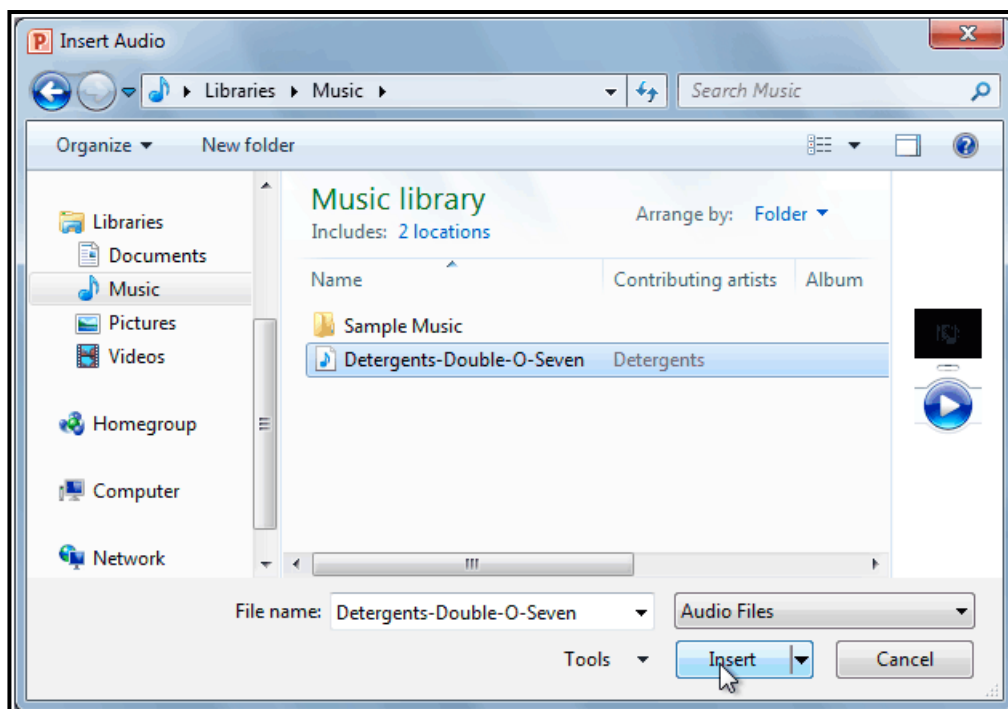 P Insert Audio
Libraries Music Search Music
Organize New folder
Libraries
Documents
Music
Pictures
Videos
Homegroup
Computer
Network
Music library
Includes: 2 locations
Arrange by: Folder
Name Contributing artists Album
Sample Music
Detergents-Double-O-Seven Detergents
File name: Detergents-Double-O-Seven Audio Files
Tools Insert Cancel